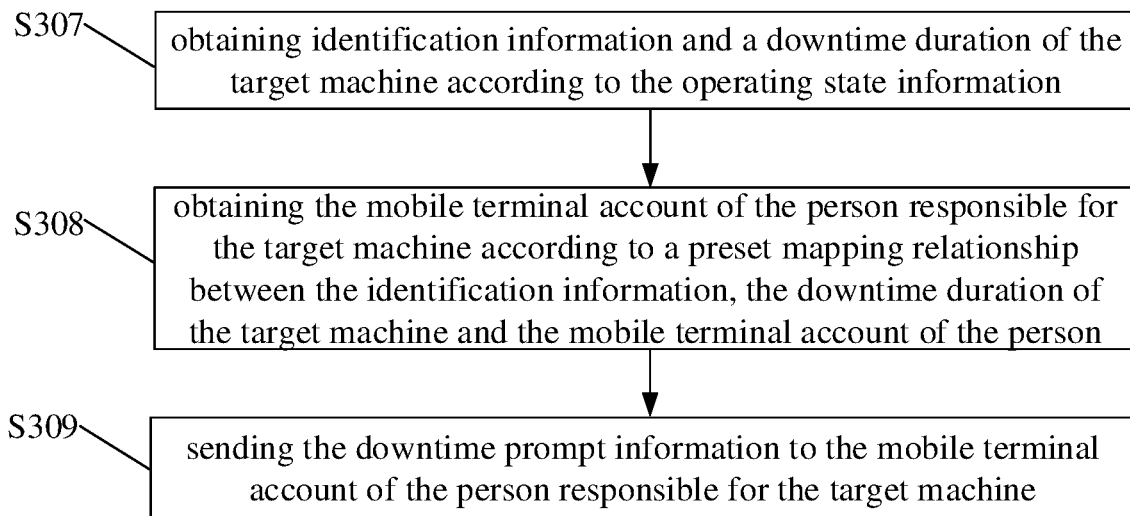 S307
obtaining identification information and a downtime duration of the
target machine according to the operating state information
S308
obtaining the mobile terminal account of the person responsible for
the target machine according to a preset mapping relationship
between the identification information, the downtime duration of
the target machine and the mobile terminal account of the person
S309
sending the downtime prompt information to the mobile terminal
account of the person responsible for the target machine